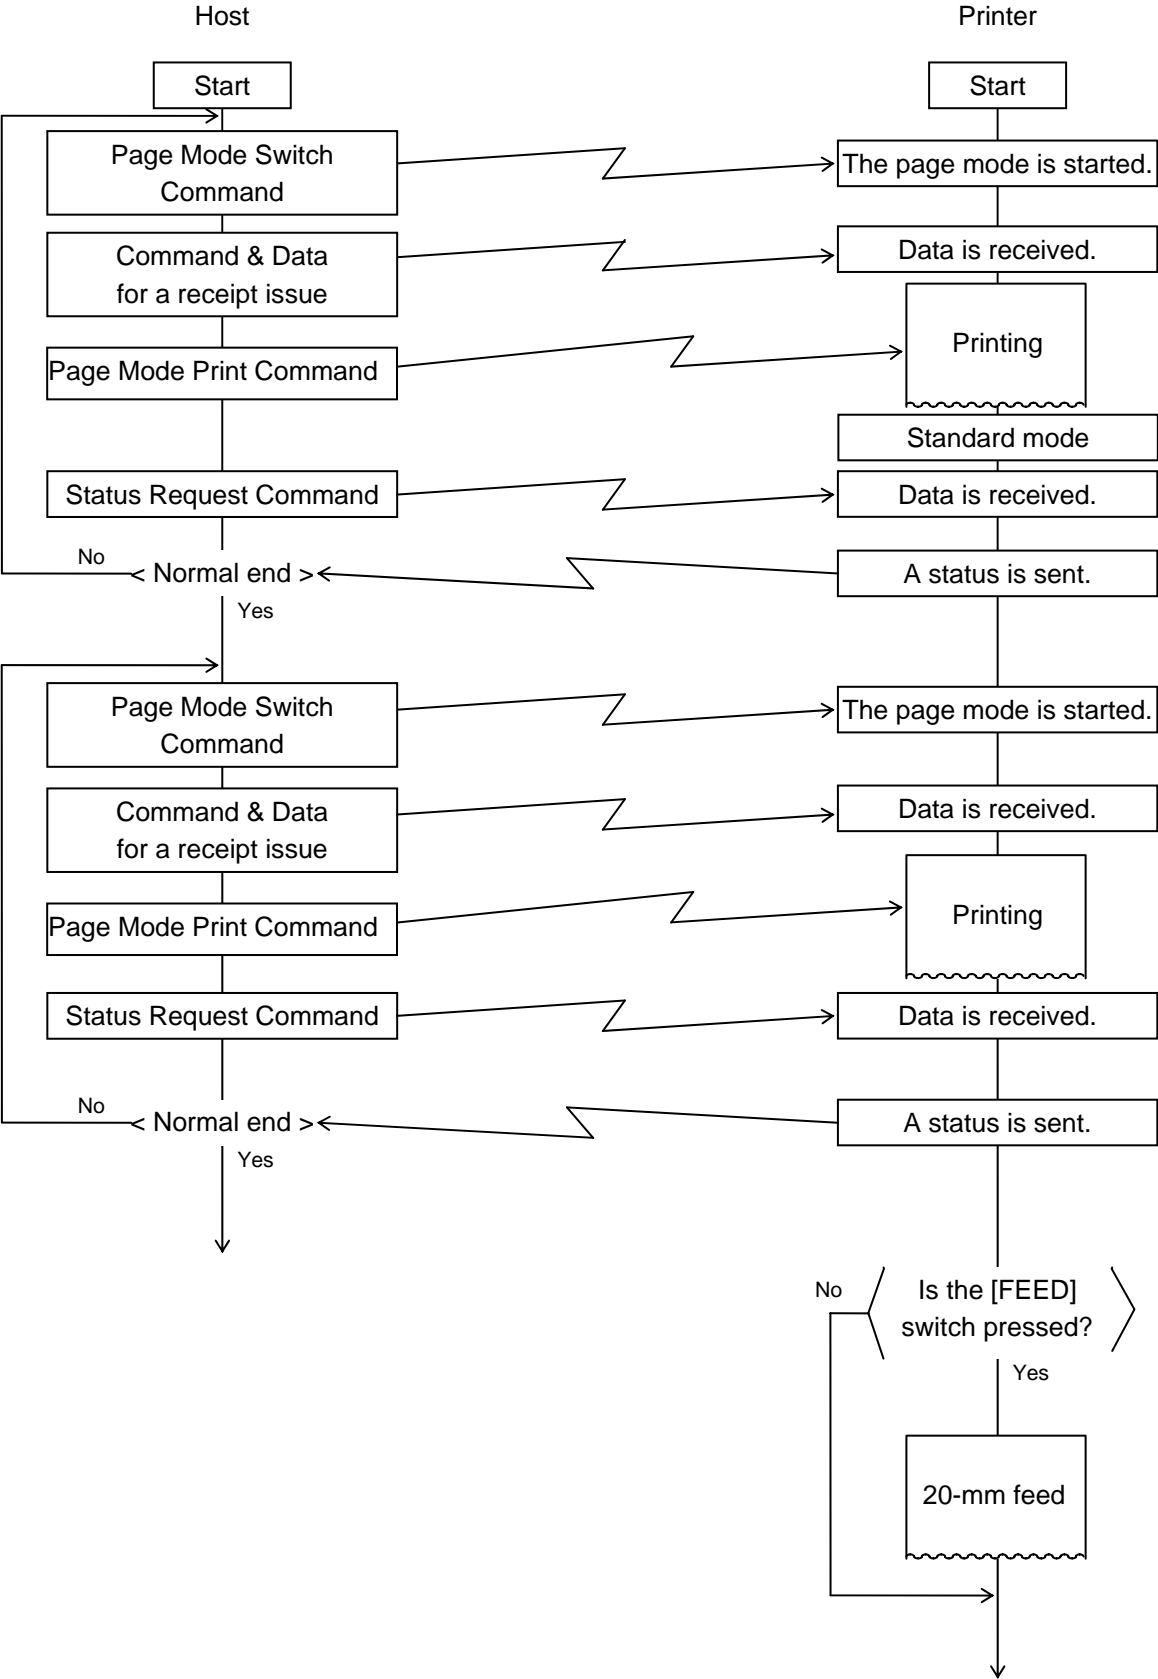 Host
Printer
Start
Start
Page Mode Switch
Command
The page mode is started.
Command & Data
for a receipt issue
Data is received.
Page Mode Print Command
Printing
Standard mode
Status Request Command
Data is received.
No
< Normal end >
A status is sent.
Yes
Page Mode Switch
Command
The page mode is started.
Command & Data
for a receipt issue
Data is received.
Page Mode Print Command
Printing
Status Request Command
Data is received.
No
< Normal end >
A status is sent.
Yes
No
Is the [FEED]
switch pressed?
Yes
20-mm feed